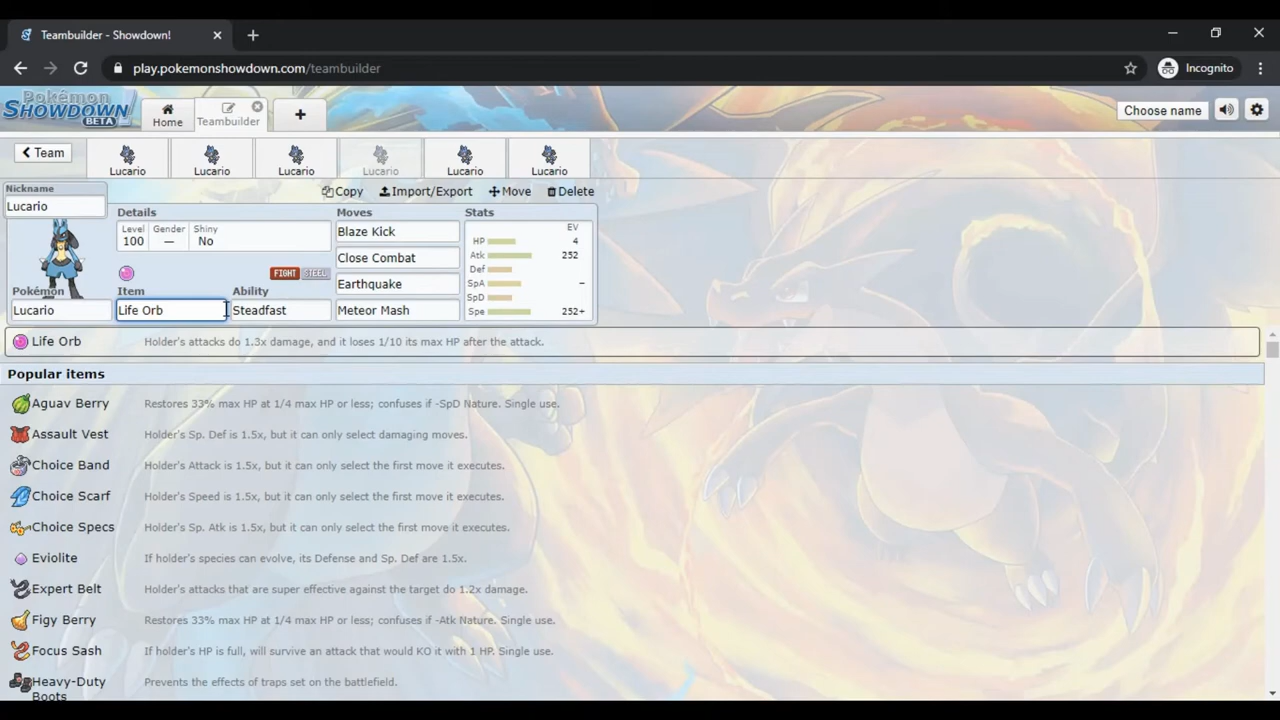 Teambuilder - Showdown!
play.pokemonshowdown.com/teambuilder
Incognito
Pokémon
SHOWDOWN
BETA
Home
Teambuilder
Choose name
Team
Lucario
Lucario
Lucario
Lucario
Lucario
Lucario
Nickname
Lucario
Copy
Import/Export
Move
Delete
Details
Moves
Stats
Level
Gender
Shiny
100
—
No
Blaze Kick
EV
HP
4
Atk
252
Close Combat
Def
FIGHT
STEEL
Earthquake
SpA
–
Pokémon
Item
Ability
SpD
Lucario
Life Orb
Steadfast
Meteor Mash
Spe
252+
Life Orb Holder's attacks do 1.3x damage, and it loses 1/10 its max HP after the attack.
Popular items
Aguav Berry Restores 33% max HP at 1/4 max HP or less; confuses if -SpD Nature. Single use.
Assault Vest Holder's Sp. Def is 1.5x, but it can only select damaging moves.
Choice Band Holder's Attack is 1.5x, but it can only select the first move it executes.
Choice Scarf Holder's Speed is 1.5x, but it can only select the first move it executes.
Choice Specs Holder's Sp. Atk is 1.5x, but it can only select the first move it executes.
Eviolite If holder's species can evolve, its Defense and Sp. Def are 1.5x.
Expert Belt Holder's attacks that are super effective against the target do 1.2x damage.
Figy Berry Restores 33% max HP at 1/4 max HP or less; confuses if -Atk Nature. Single use.
Focus Sash If holder's HP is full, will survive an attack that would KO it with 1 HP. Single use.
Heavy-Duty Boots Prevents the effects of traps set on the battlefield.